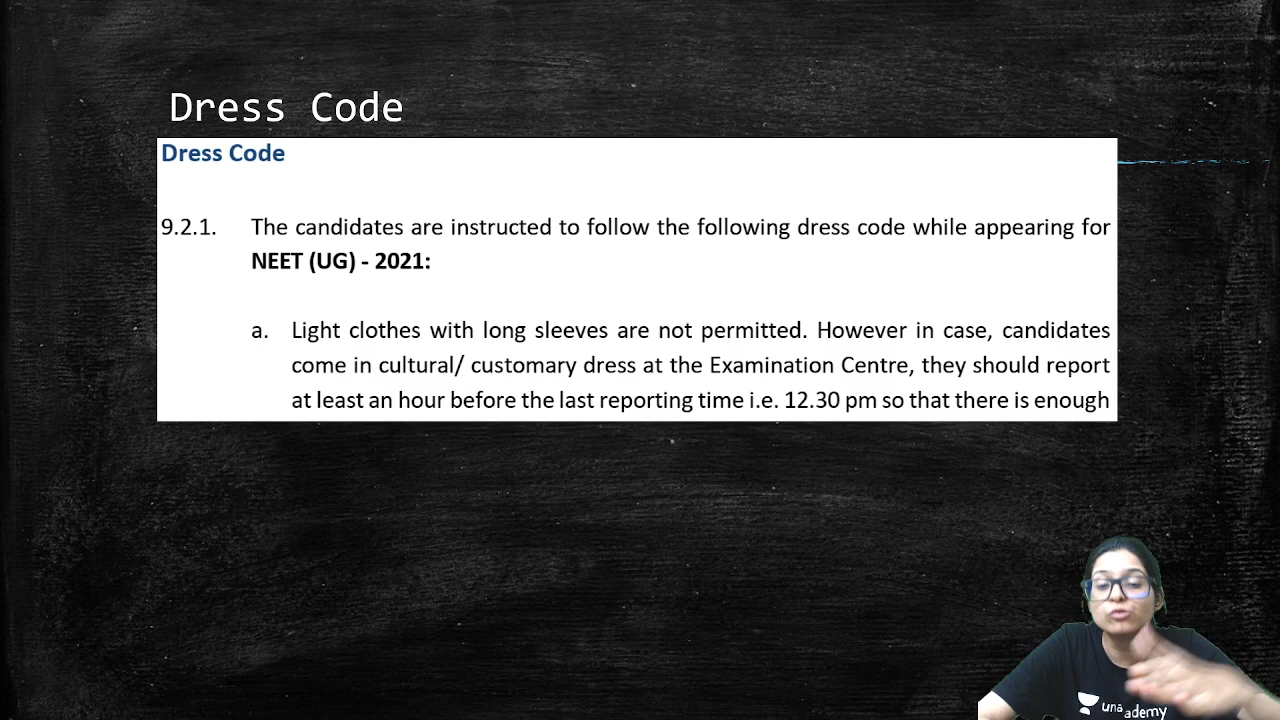 Dress Code
Dress Code
9.2.1. The candidates are instructed to follow the following dress code while appearing for
NEET (UG) - 2021:
a. Light clothes with long sleeves are not permitted. However in case, candidates
come in cultural/ customary dress at the Examination Centre, they should report
at least an hour before the last reporting time i.e. 12.30 pm so that there is enough
una ademy